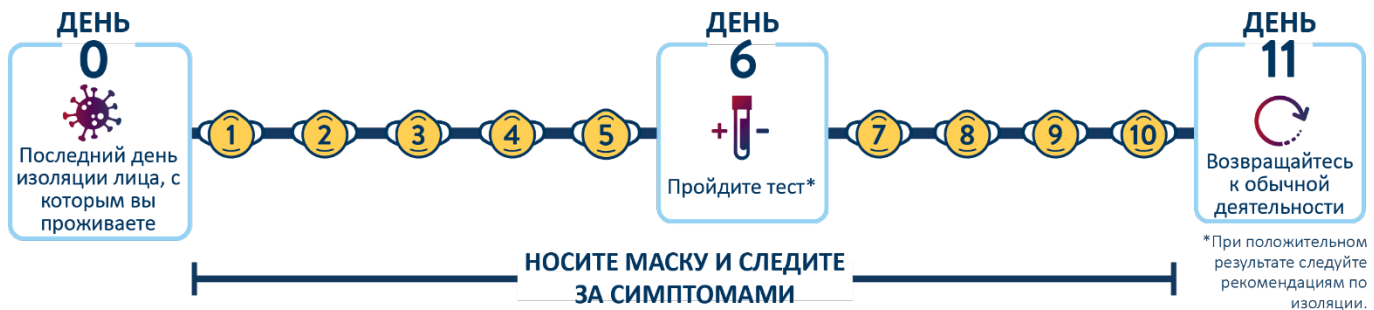 ДЕНЬ
0
Последний день
изоляции лица, с
которым вы
проживаете
1
2
3
4
5
ДЕНЬ
6
+ -
Пройдите тест*
7
8
9
10
ДЕНЬ
11
Возвращайтесь
к обычной
деятельности
*При положительном
результате следуйте
рекомендациям по
изоляции.
НОСИТЕ МАСКУ И СЛЕДИТЕ
ЗА СИМПТОМАМИ